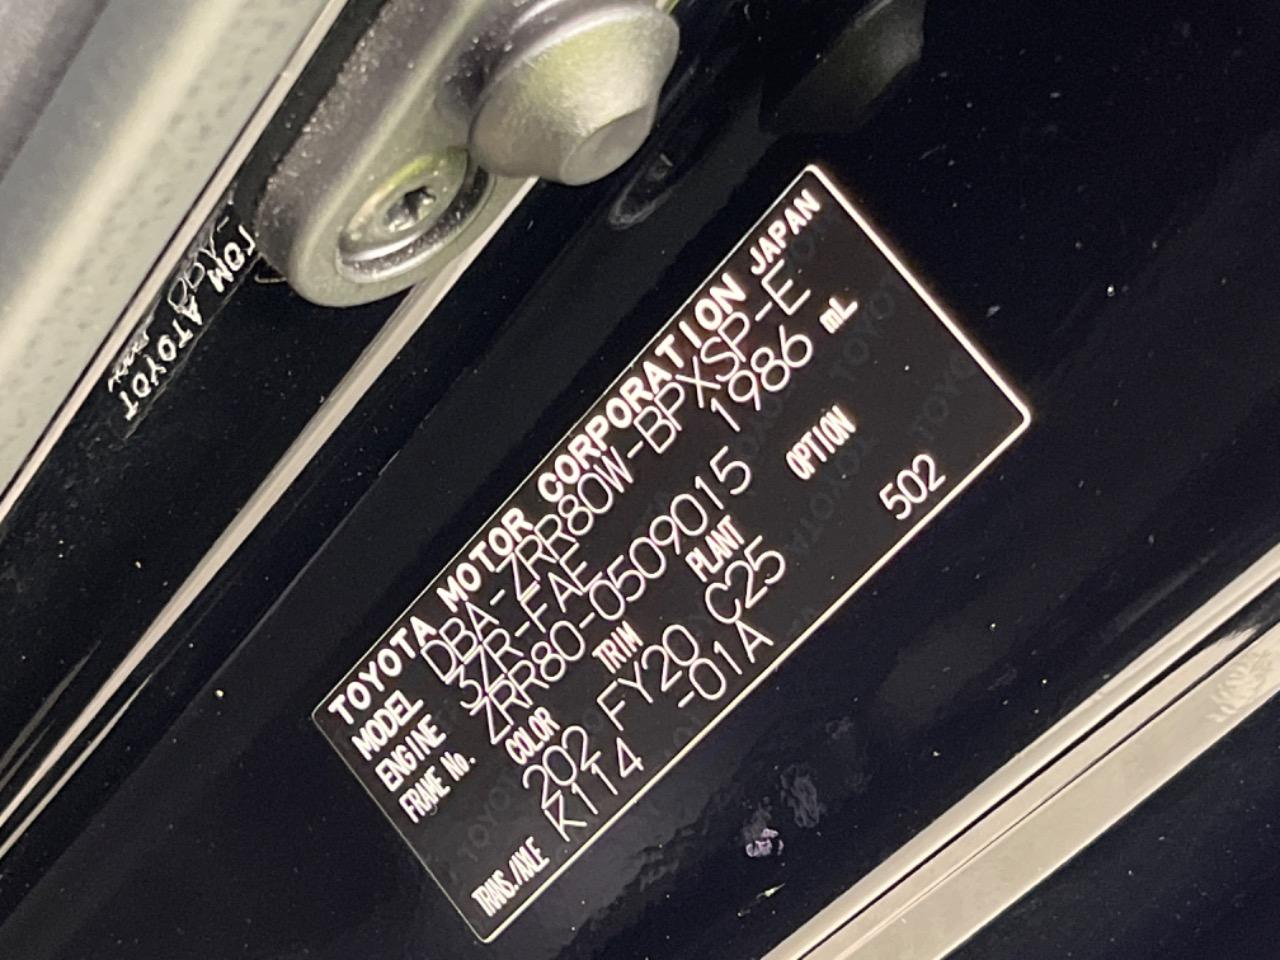 TOYOTA MOTOR CORPORATION JAPAN
MODEL DBA-ZRR80W-BPXSP-E
ENGINE 3ZR-FAE 1986 mL
FRAME No. ZRR80-0509015
COLOR TRIM PLANT OPTION
202 FY20 C25
TRANS./AXLE K114 -01A 502